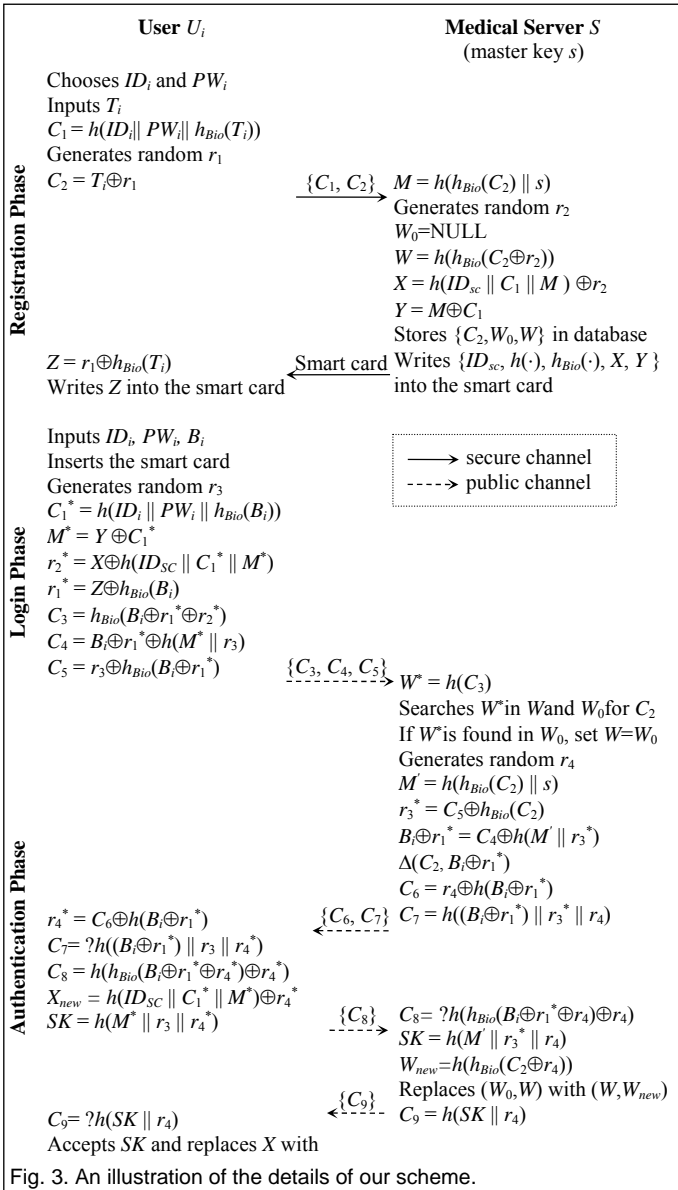 User Ui Medical Server S
(master key s)
Registration Phase
Chooses IDi and PWi
Inputs Ti
C1 = h(IDi|| PWi|| hBio(Ti))
Generates random r1
C2 = Ti⊕r1
{C1, C2}
M = h(hBio(C2) || s)
Generates random r2
W0=NULL
W = h(hBio(C2⊕r2))
X = h(IDsc || C1 || M ) ⊕r2
Y = M⊕C1
Stores {C2,W0,W} in database
Smart card
Writes {IDsc, h(·), hBio(·), X, Y }
into the smart card
Z = r1⊕hBio(Ti)
Writes Z into the smart card
Login Phase
Inputs IDi, PWi, Bi
Inserts the smart card
Generates random r3
C1* = h(IDi || PWi || hBio(Bi))
M* = Y ⊕C1*
r2* = X⊕h(IDSC || C1* || M*)
r1* = Z⊕hBio(Bi)
C3 = hBio(Bi⊕r1*⊕r2*)
C4 = Bi⊕r1*⊕h(M* || r3)
C5 = r3⊕hBio(Bi⊕r1*)
secure channel
public channel
{C3, C4, C5}
Authentication Phase
W* = h(C3)
Searches W*in Wand W0for C2
If W*is found in W0, set W=W0
Generates random r4
M' = h(hBio(C2) || s)
r3* = C5⊕hBio(C2)
Bi⊕r1* = C4⊕h(M' || r3*)
Δ(C2, Bi⊕r1*)
C6 = r4⊕h(Bi⊕r1*)
C7 = h((Bi⊕r1*) || r3* || r4)
{C6, C7}
r4* = C6⊕h(Bi⊕r1*)
C7= ?h((Bi⊕r1*) || r3 || r4*)
C8 = h(hBio(Bi⊕r1*⊕r4*)⊕r4*)
Xnew = h(IDSC || C1* || M*)⊕r4*
SK = h(M* || r3 || r4*)
{C8}
C8= ?h(hBio(Bi⊕r1*⊕r4)⊕r4)
SK = h(M' || r3* || r4)
Wnew=h(hBio(C2⊕r4))
Replaces (W0,W) with (W,Wnew)
C9 = h(SK || r4)
{C9}
C9= ?h(SK || r4)
Accepts SK and replaces X with
Fig. 3. An illustration of the details of our scheme.